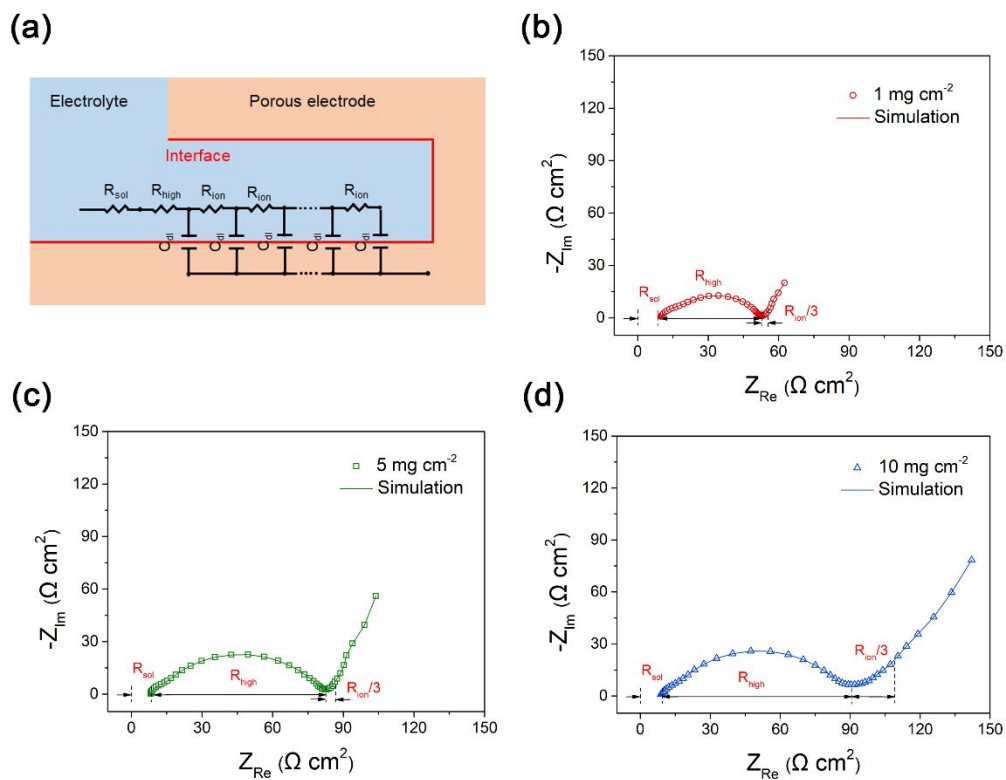 (a)
Electrolyte
Porous electrode
Interface
R_sol R_high R_ion R_ion R_ion
C_dl C_dl C_dl C_dl C_dl
(b)
150
120
90
60
30
0
-Z_Im (Ω cm²)
1 mg cm⁻²
Simulation
R_sol
R_high
R_ion/3
0 30 60 90 120 150
Z_Re (Ω cm²)
(c)
150
120
90
60
30
0
-Z_Im (Ω cm²)
5 mg cm⁻²
Simulation
R_sol
R_high
R_ion/3
0 30 60 90 120 150
Z_Re (Ω cm²)
(d)
150
120
90
60
30
0
-Z_Im (Ω cm²)
10 mg cm⁻²
Simulation
R_sol
R_high
R_ion/3
0 30 60 90 120 150
Z_Re (Ω cm²)